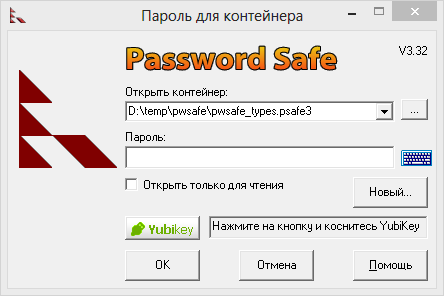 Пароль для контейнера
Password Safe
V3.32
Открыть контейнер:
D:\temp\pwsafe\pwsafe_types.psafe3
...
Пароль:
Открыть только для чтения
Новый...
Yubikey
Нажмите на кнопку и коснитесь YubiKey
OK
Отмена
Помощь